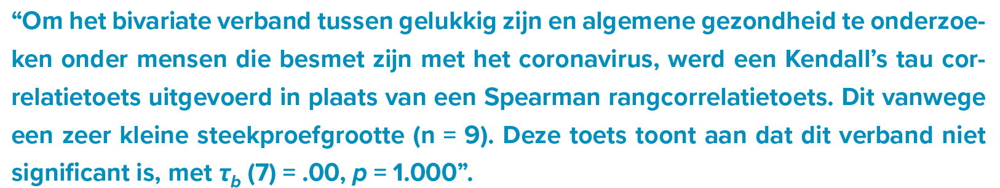 “Om het bivariate verband tussen gelukkig zijn en algemene gezondheid te onderzoe-
ken onder mensen die besmet zijn met het coronavirus, werd een Kendall’s tau cor-
relatietoets uitgevoerd in plaats van een Spearman rangcorrelatietoets. Dit vanwege
een zeer kleine steekproefgrootte (n = 9). Deze toets toont aan dat dit verband niet
significant is, met τb (7) = .00, p = 1.000”.